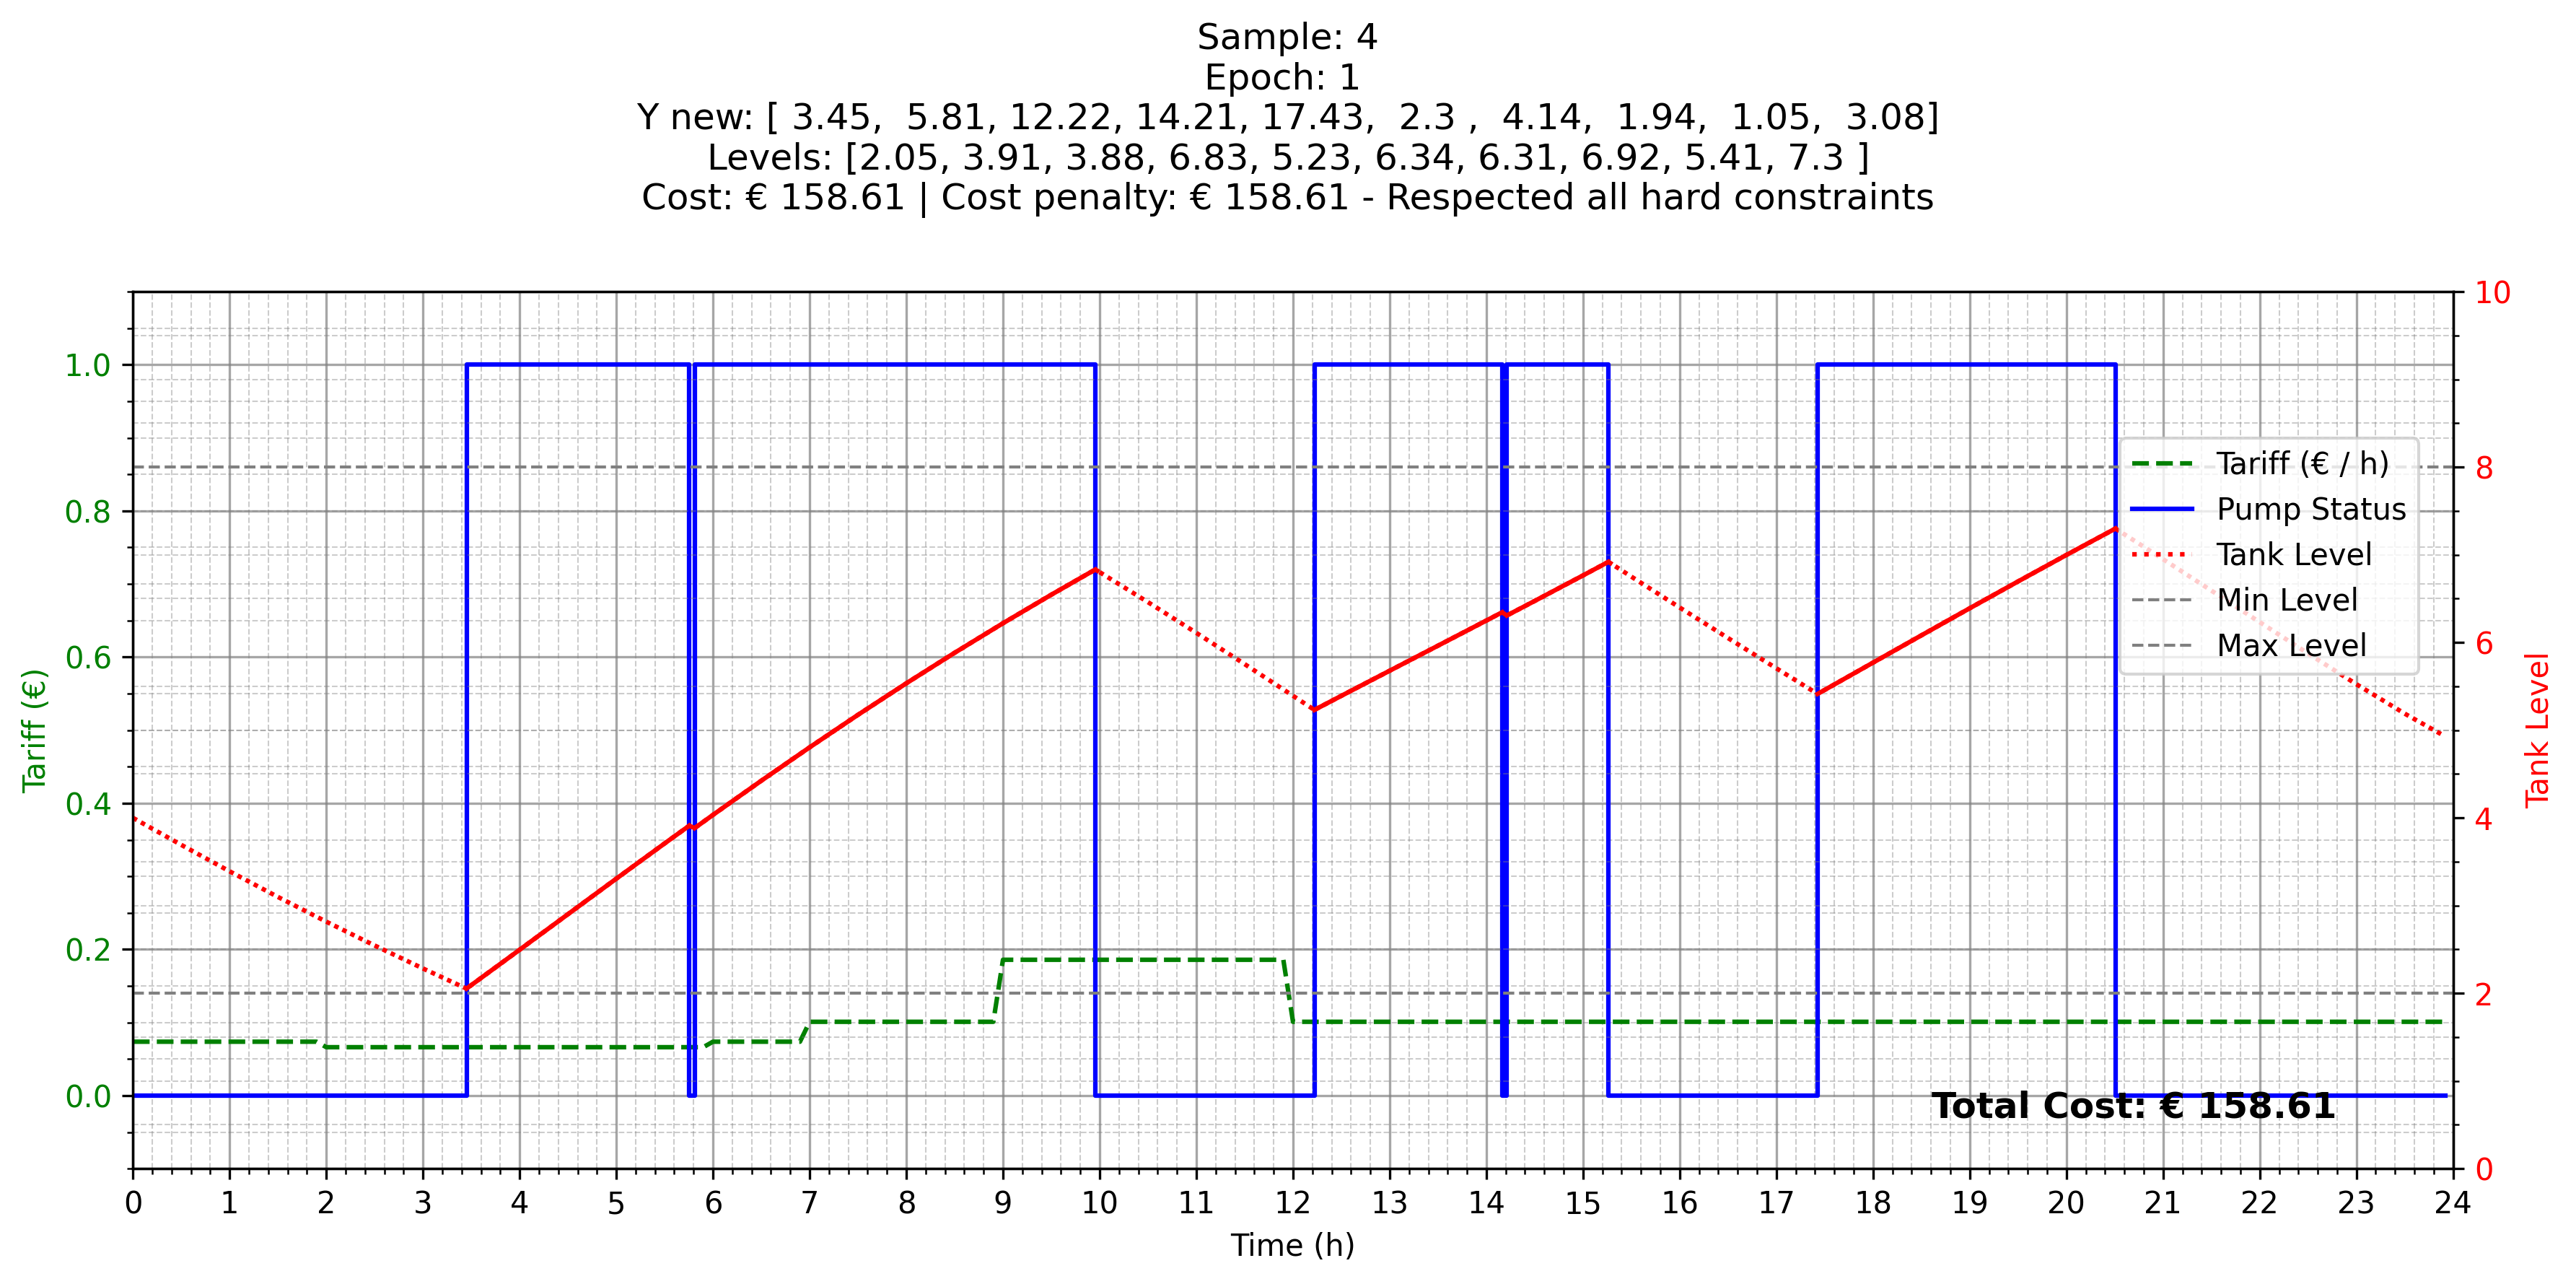 Sample: 4
Epoch: 1
Y new: [ 3.45,  5.81, 12.22, 14.21, 17.43,  2.3 ,  4.14,  1.94,  1.05,  3.08]
Levels: [2.05, 3.91, 3.88, 6.83, 5.23, 6.34, 6.31, 6.92, 5.41, 7.3 ]
Cost: € 158.61 | Cost penalty: € 158.61 - Respected all hard constraints
Tariff (€)
1.0
0.8
0.6
0.4
0.2
0.0
10
8
6
4
2
0
Tank Level
Tariff (€ / h)
Pump Status
Tank Level
Min Level
Max Level
Total Cost: € 158.61
0 1 2 3 4 5 6 7 8 9 10 11 12 13 14 15 16 17 18 19 20 21 22 23 24
Time (h)